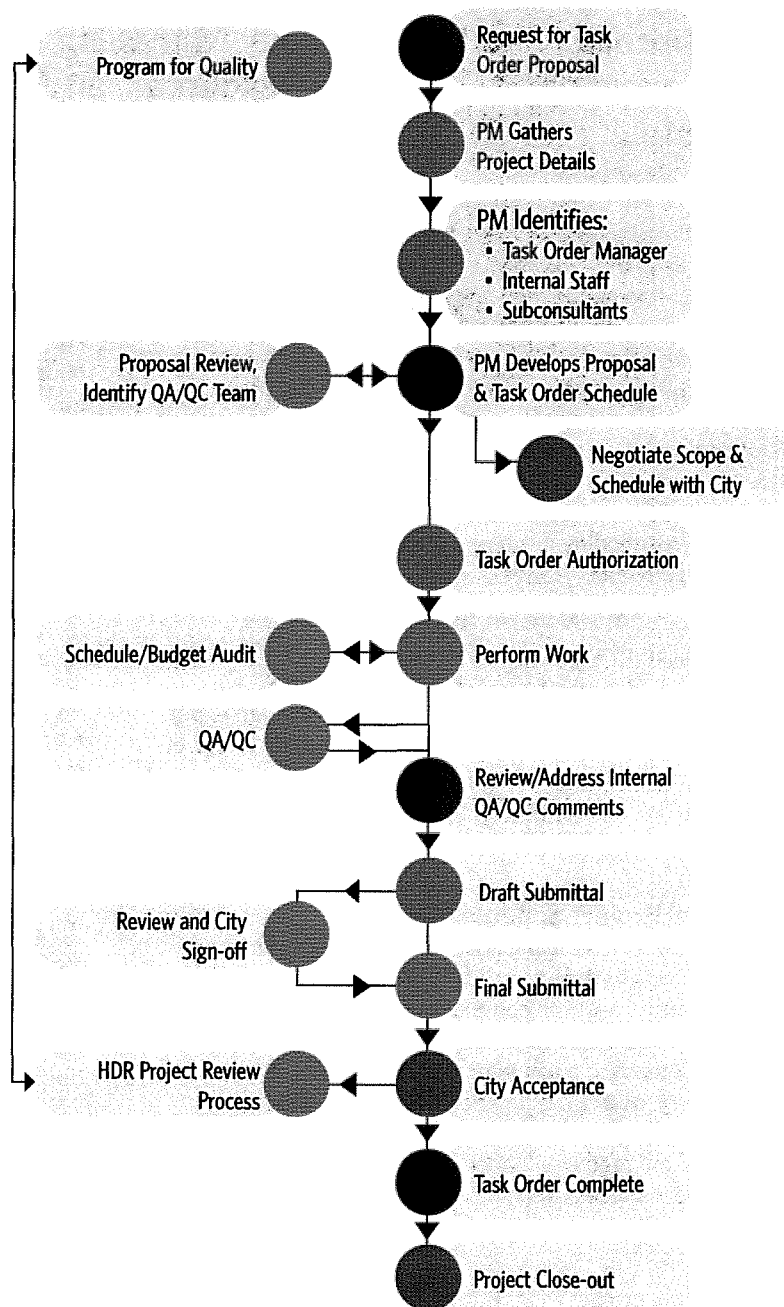 Request for Task
Order Proposal
Program for Quality
PM Gathers
Project Details
PM Identifies:
• Task Order Manager
• Internal Staff
• Subconsultants
Proposal Review,
Identify QA/QC Team
PM Develops Proposal
& Task Order Schedule
Negotiate Scope &
Schedule with City
Task Order Authorization
Schedule/Budget Audit
Perform Work
QA/QC
Review/Address Internal
QA/QC Comments
Draft Submittal
Review and City
Sign-off
Final Submittal
HDR Project Review
Process
City Acceptance
Task Order Complete
Project Close-out